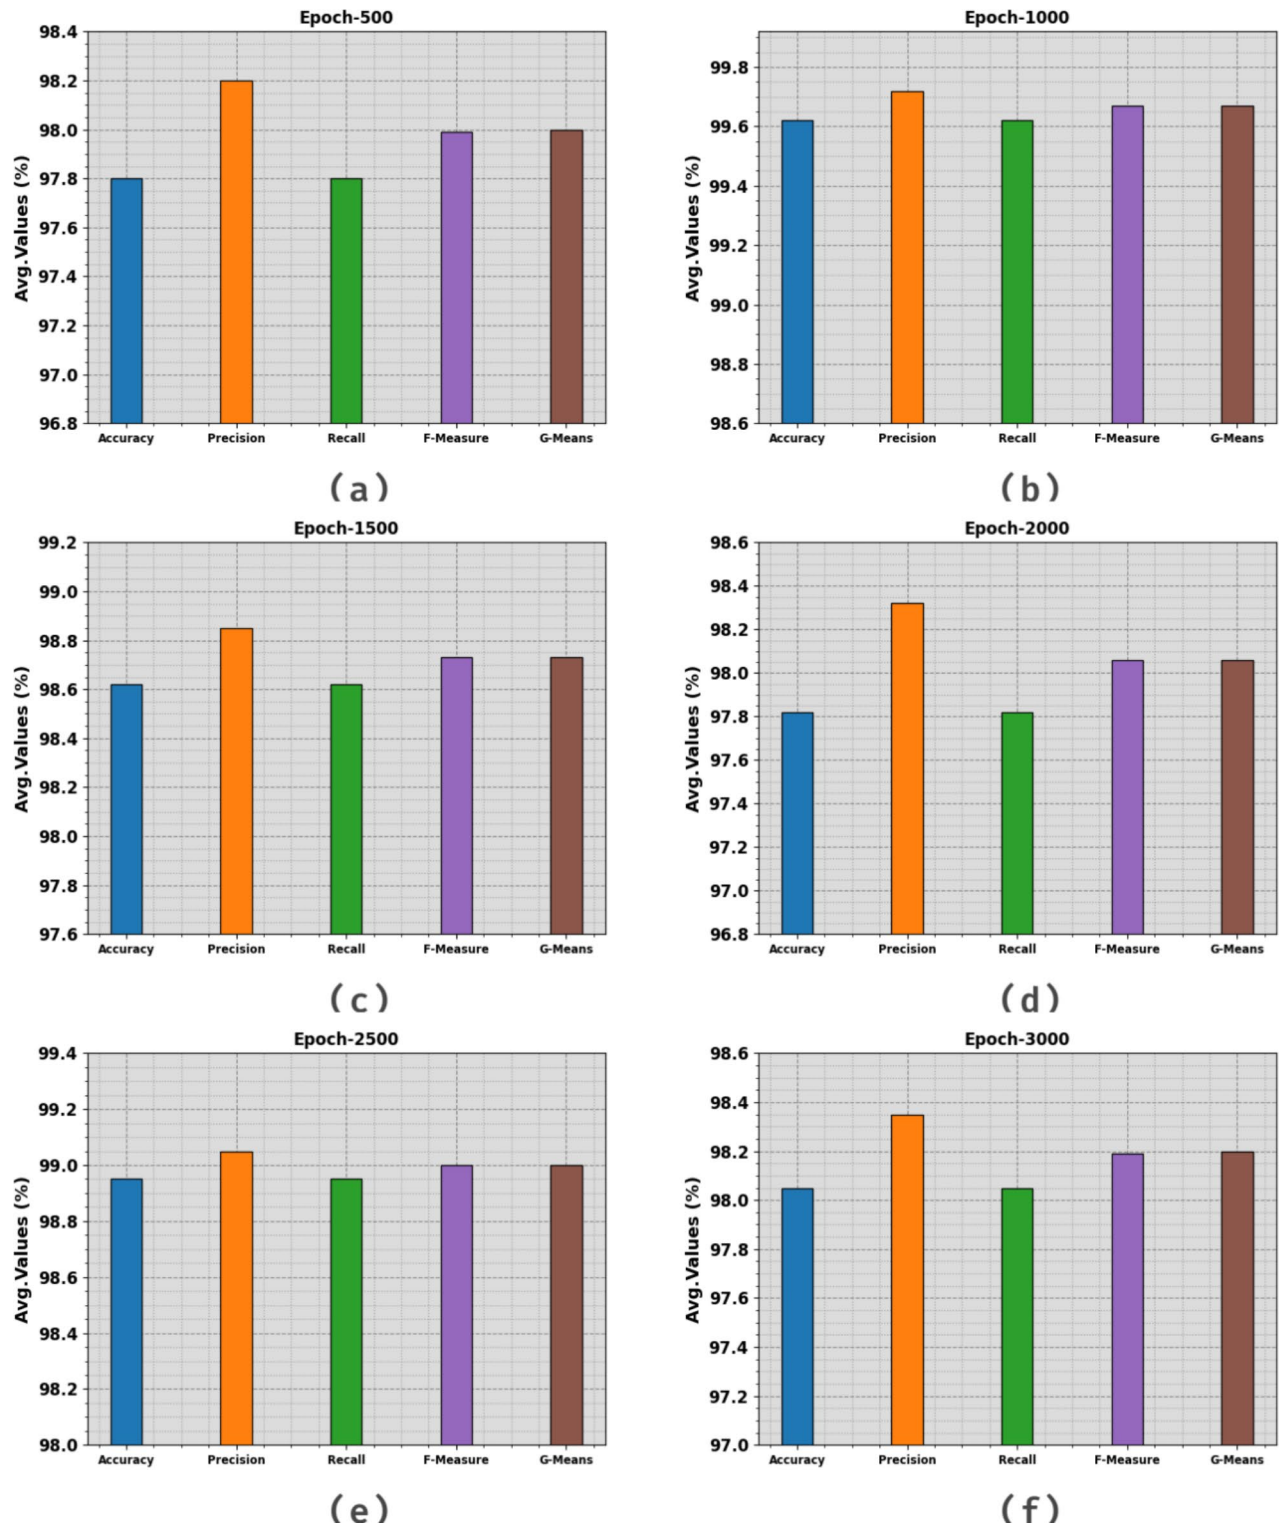 Epoch-500
Avg.Values (%)
98.4
98.2
98.0
97.8
97.6
97.4
97.2
97.0
96.8
Accuracy Precision Recall F-Measure G-Means
(a)
Epoch-1000
Avg.Values (%)
99.8
99.6
99.4
99.2
99.0
98.8
98.6
Accuracy Precision Recall F-Measure G-Means
(b)
Epoch-1500
Avg.Values (%)
99.2
99.0
98.8
98.6
98.4
98.2
98.0
97.8
97.6
Accuracy Precision Recall F-Measure G-Means
(c)
Epoch-2000
Avg.Values (%)
98.6
98.4
98.2
98.0
97.8
97.6
97.4
97.2
97.0
96.8
Accuracy Precision Recall F-Measure G-Means
(d)
Epoch-2500
Avg.Values (%)
99.4
99.2
99.0
98.8
98.6
98.4
98.2
98.0
Accuracy Precision Recall F-Measure G-Means
(e)
Epoch-3000
Avg.Values (%)
98.6
98.4
98.2
98.0
97.8
97.6
97.4
97.2
97.0
Accuracy Precision Recall F-Measure G-Means
(f)